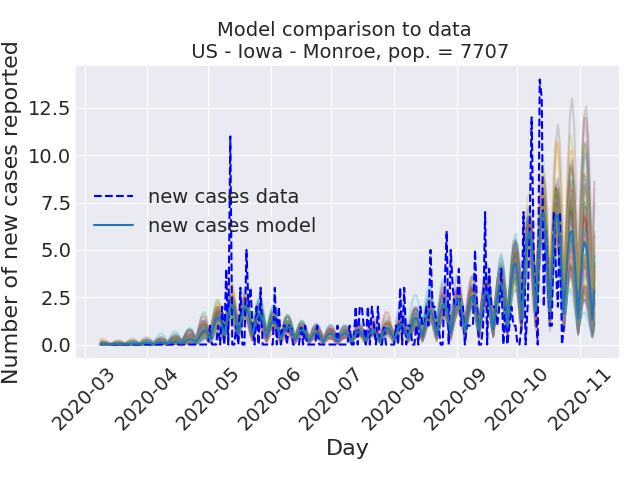 Model comparison to data
US - Iowa - Monroe, pop. = 7707
Number of new cases reported
12.5
10.0
7.5
5.0
2.5
0.0
new cases data
new cases model
2020-03
2020-04
2020-05
2020-06
2020-07
2020-08
2020-09
2020-10
2020-11
Day